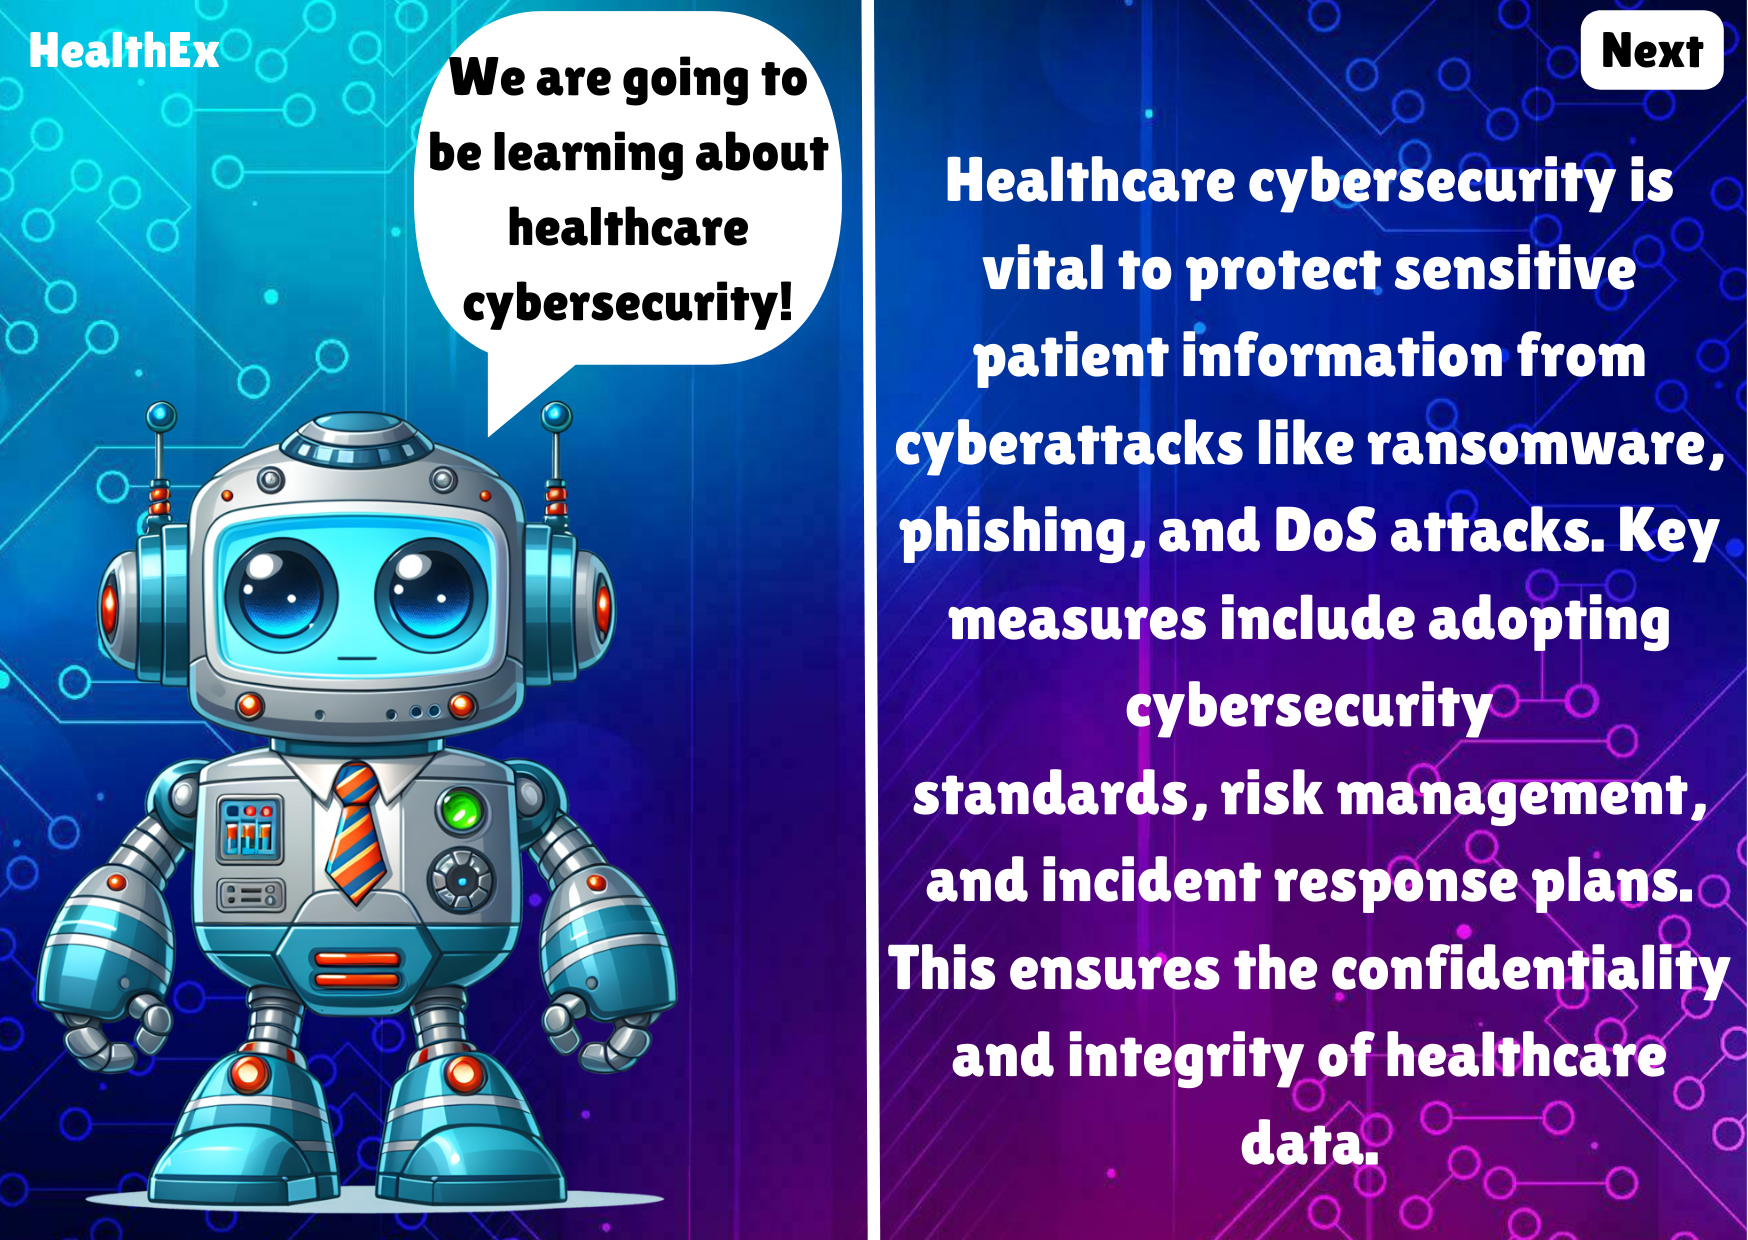 HealthEx
We are going to
be learning about
healthcare
cybersecurity!
Next
Healthcare cybersecurity is
vital to protect sensitive
patient information from
cyberattacks like ransomware,
phishing, and DoS attacks. Key
measures include adopting
cybersecurity
standards, risk management,
and incident response plans.
This ensures the confidentiality
and integrity of healthcare
data.